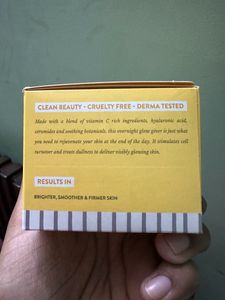 CLEAN BEAUTY • CRUELTY FREE • DERMA TESTED
Made with a blend of vitamin C rich ingredients, hyaluronic acid,
ceramides and soothing botanicals, this overnight glow giver is just what
you need to rejuvenate your skin at the end of the day. It stimulates cell
turnover and treats dullness to deliver visibly glowing skin.
RESULTS IN
BRIGHTER, SMOOTHER & FIRMER SKIN